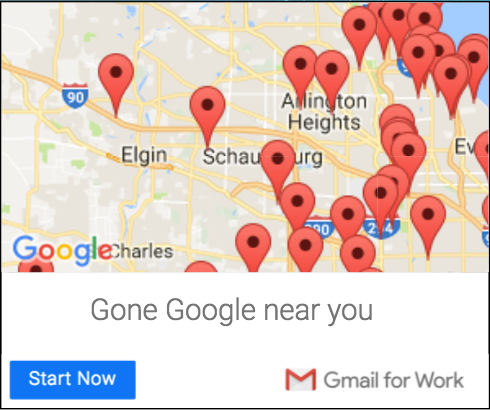 90
Arlington
Heights
Elgin
Schaumburg
Ev
290
294
Google
Charles
Gone Google near you
Start Now
Gmail for Work